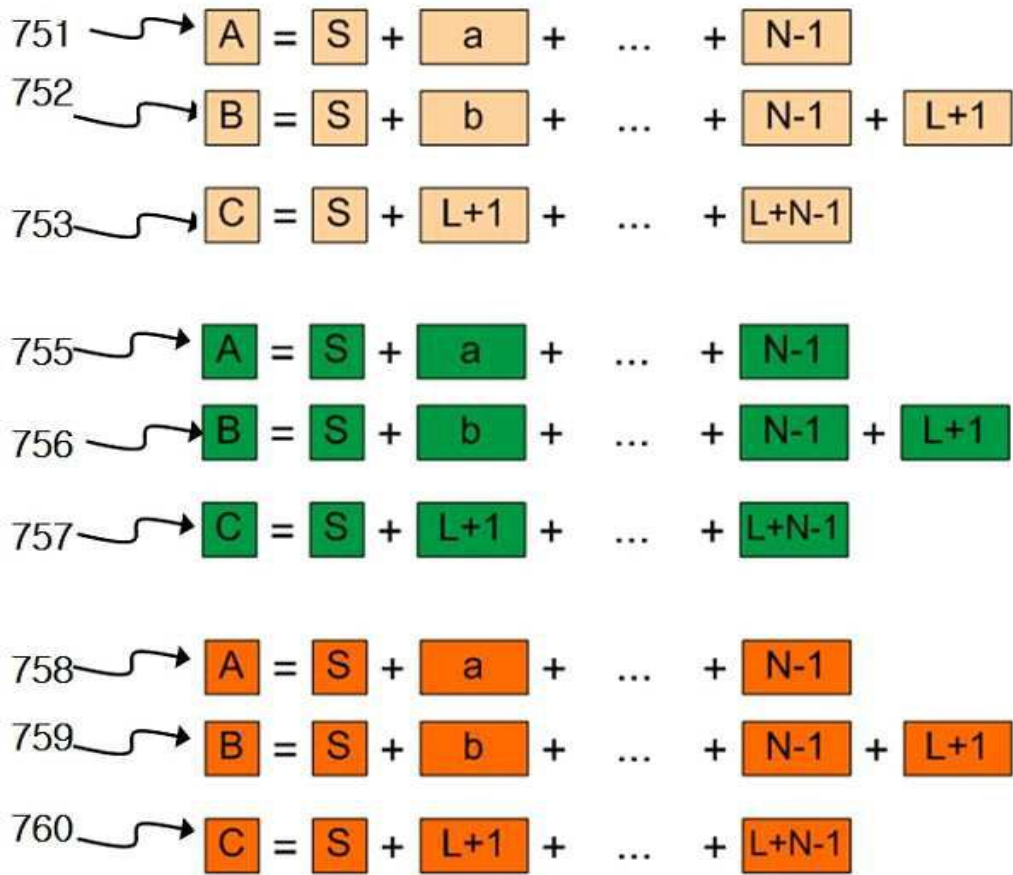 751 A = S + a + ... + N-1
752 B = S + b + ... + N-1 + L+1
753 C = S + L+1 + ... + L+N-1
755 A = S + a + ... + N-1
756 B = S + b + ... + N-1 + L+1
757 C = S + L+1 + ... + L+N-1
758 A = S + a + ... + N-1
759 B = S + b + ... + N-1 + L+1
760 C = S + L+1 + ... + L+N-1